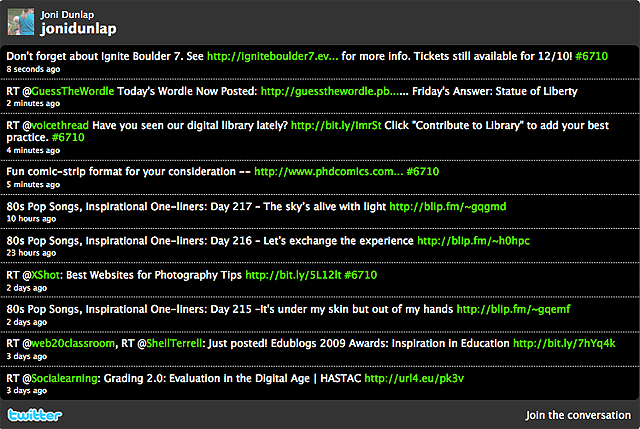 Joni Dunlap
jonidunlap
Don't forget about Ignite Boulder 7. See http://igniteboulder7.ev... for more info. Tickets still available for 12/10! #6710
8 seconds ago
RT @GuessTheWordle Today's Wordle Now Posted: http://guessthewordle.pb...... Friday's Answer: Statue of Liberty
2 minutes ago
RT @voicethread Have you seen our digital library lately? http://bit.ly/ImrSt Click "Contribute to Library" to add your best
practice. #6710
4 minutes ago
Fun comic-strip format for your consideration -- http://www.phdcomics.com... #6710
5 minutes ago
80s Pop Songs, Inspirational One-liners: Day 217 - The sky's alive with light http://blip.fm/~gqgmd
10 hours ago
80s Pop Songs, Inspirational One-liners: Day 216 - Let's exchange the experience http://blip.fm/~h0hpc
23 hours ago
RT @XShot: Best Websites for Photography Tips http://bit.ly/5L12lt #6710
2 days ago
80s Pop Songs, Inspirational One-liners: Day 215 -It's under my skin but out of my hands http://blip.fm/~gqemf
2 days ago
RT @web20classroom, RT @ShellTerrell: Just posted! Edublogs 2009 Awards: Inspiration in Education http://bit.ly/7hYq4k
3 days ago
RT @Socialearning: Grading 2.0: Evaluation in the Digital Age | HASTAC http://url4.eu/pk3v
3 days ago
twitter
Join the conversation